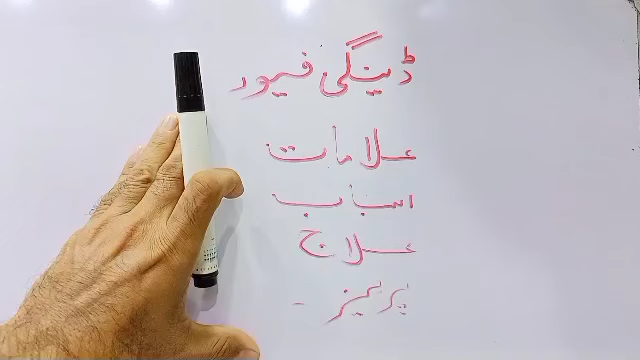 ڈینگی فیور
علامات
اسباب
علاج
پرہیز -